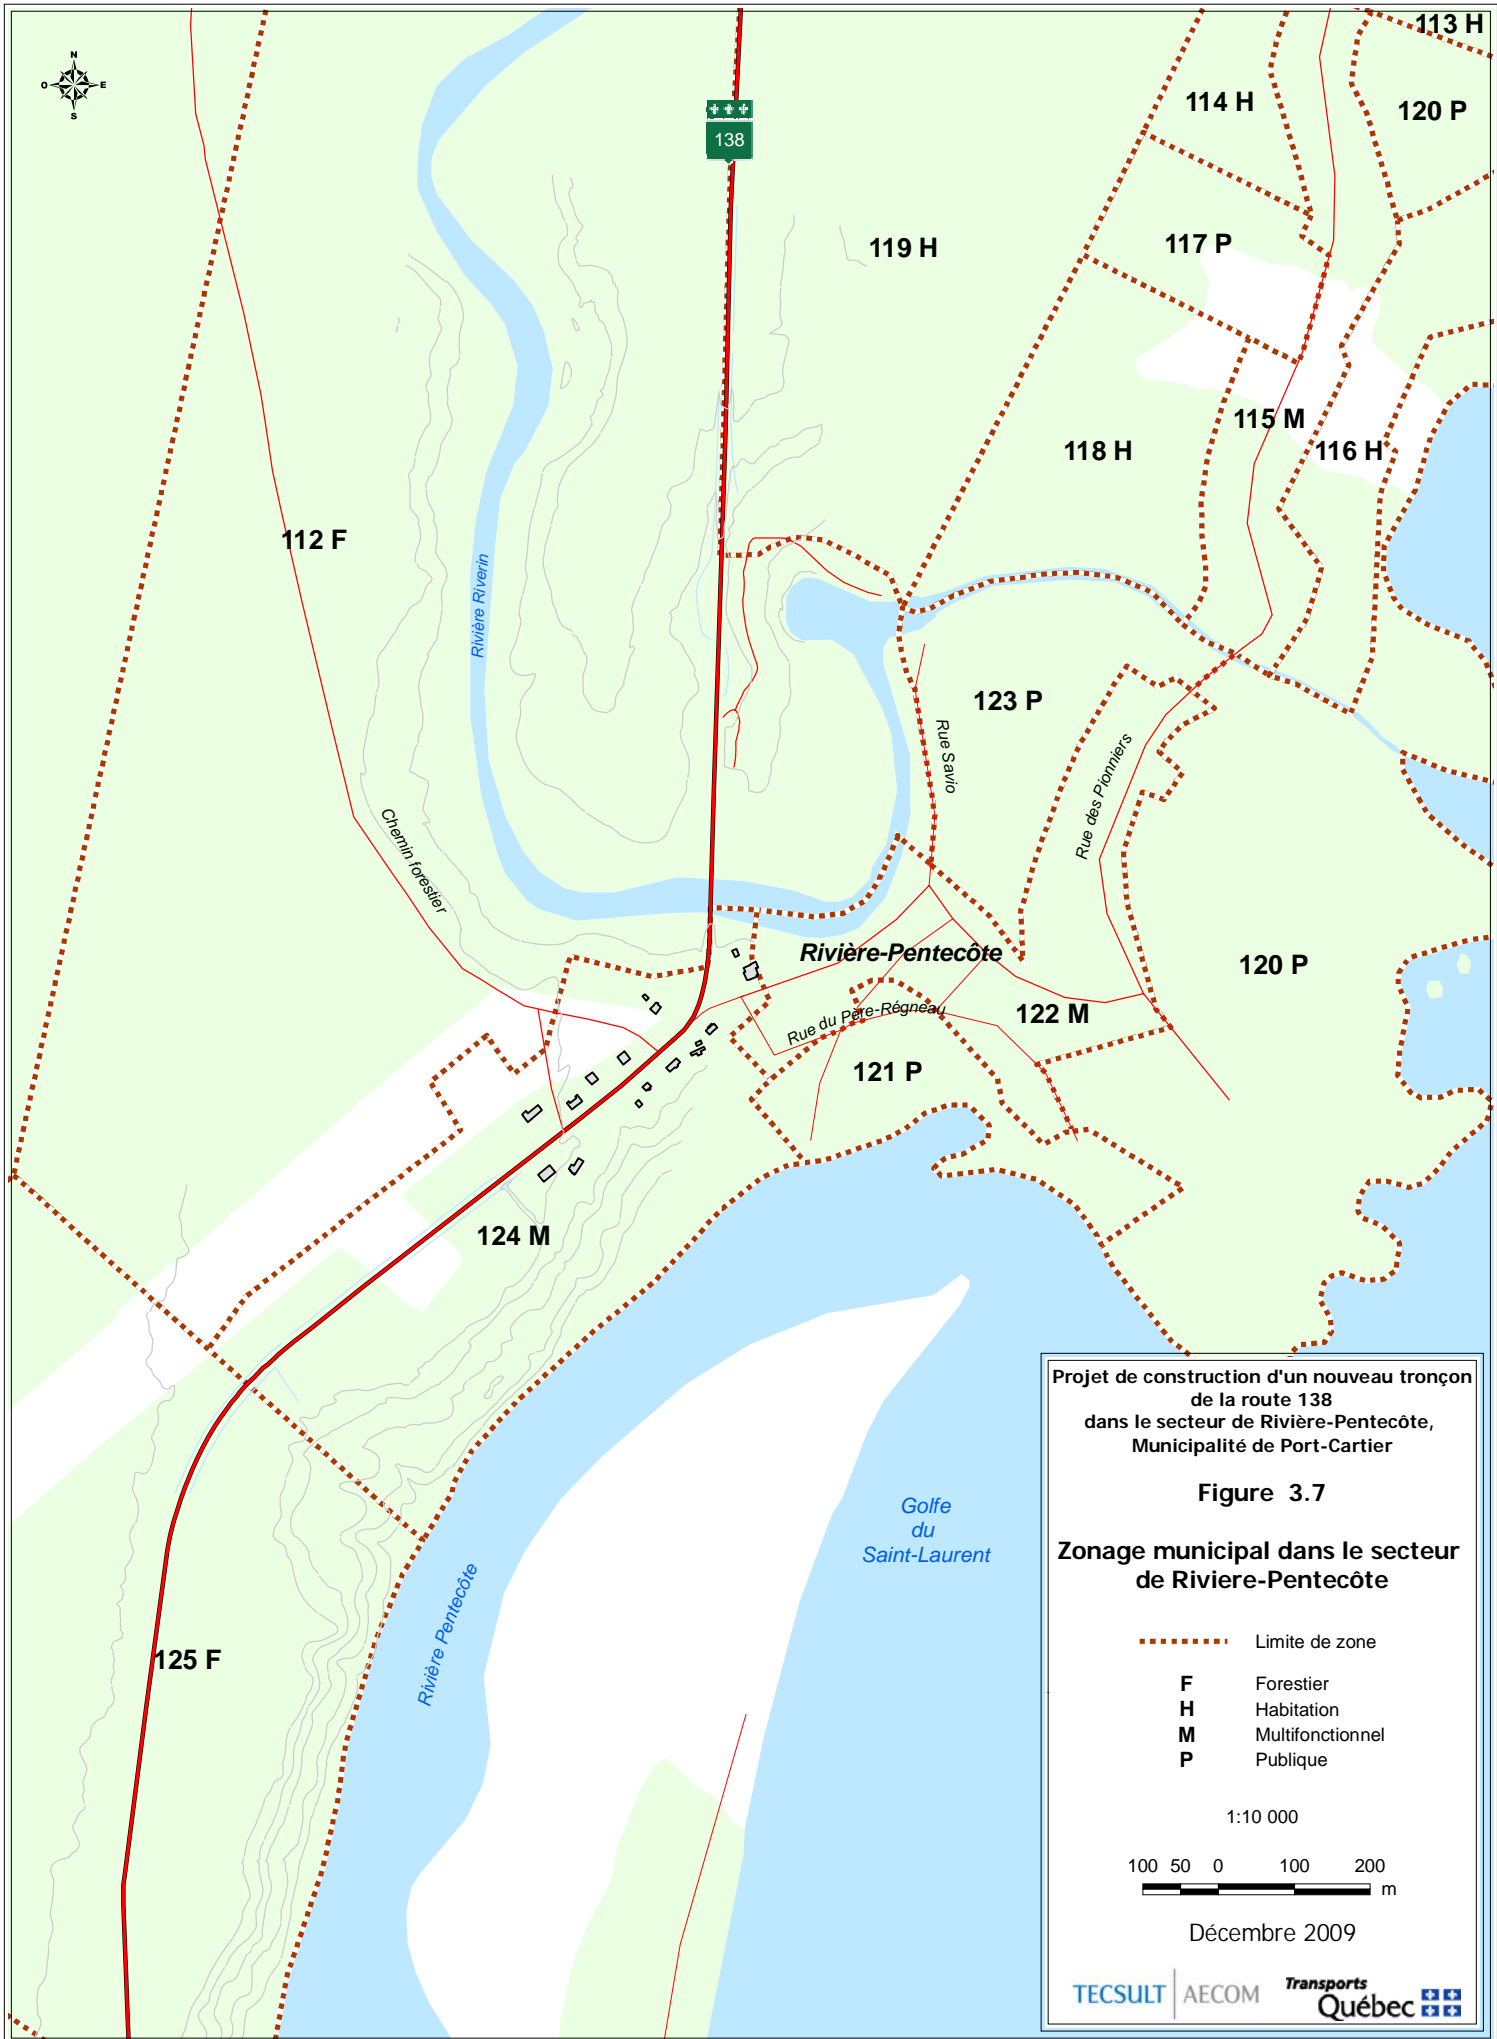 113 H
N
O
E
S
114 H
120 P
138
117 P
119 H
115 M
118 H
116 H
112 F
Rivière Riverin
123 P
Rue Savio
Rue des Pionniers
Chemin forestier
Rivière-Pentecôte
120 P
Rue du Père-Régneau
122 M
121 P
124 M
Golfe
du
Saint-Laurent
Rivière Pentecôte
125 F
Projet de construction d'un nouveau tronçon
de la route 138
dans le secteur de Rivière-Pentecôte,
Municipalité de Port-Cartier
Figure 3.7
Zonage municipal dans le secteur
de Riviere-Pentecôte
Limite de zone
F Forestier
H Habitation
M Multifonctionnel
P Publique
1:10 000
100 50 0 100 200
m
Décembre 2009
TECSULT AECOM
Transports
Québec